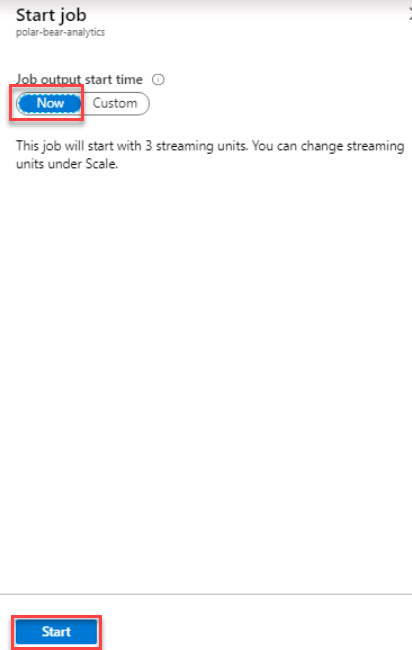 Start job
polar-bear-analytics
Job output start time
Now Custom
This job will start with 3 streaming units. You can change streaming
units under Scale.
Start